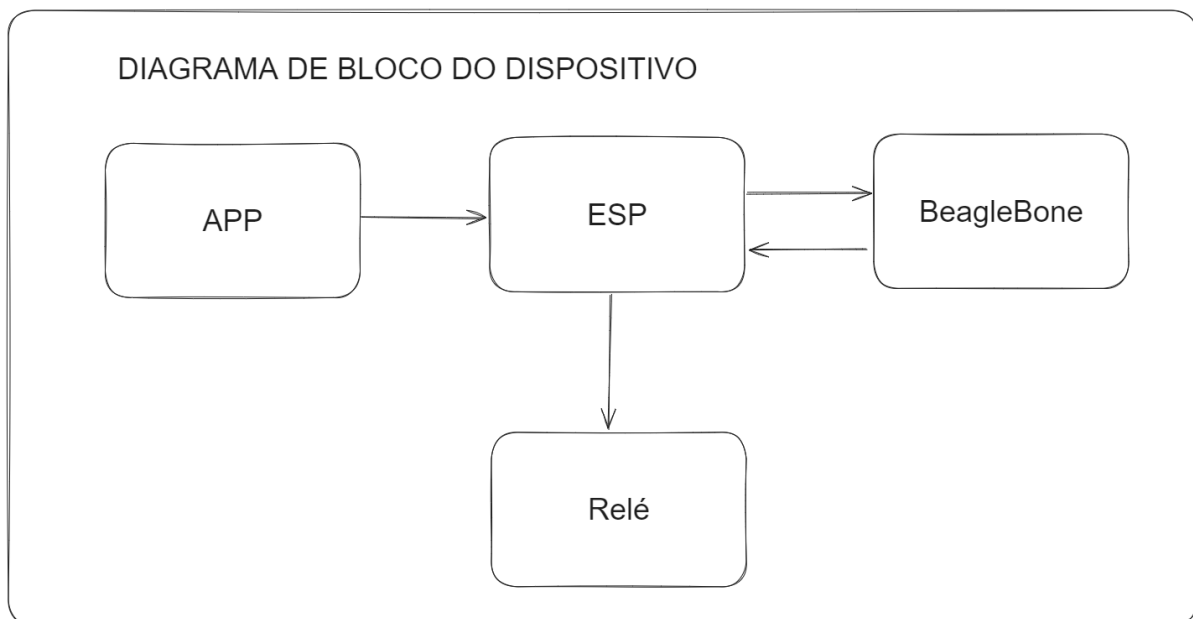 DIAGRAMA DE BLOCO DO DISPOSITIVO
APP
ESP
BeagleBone
Relé